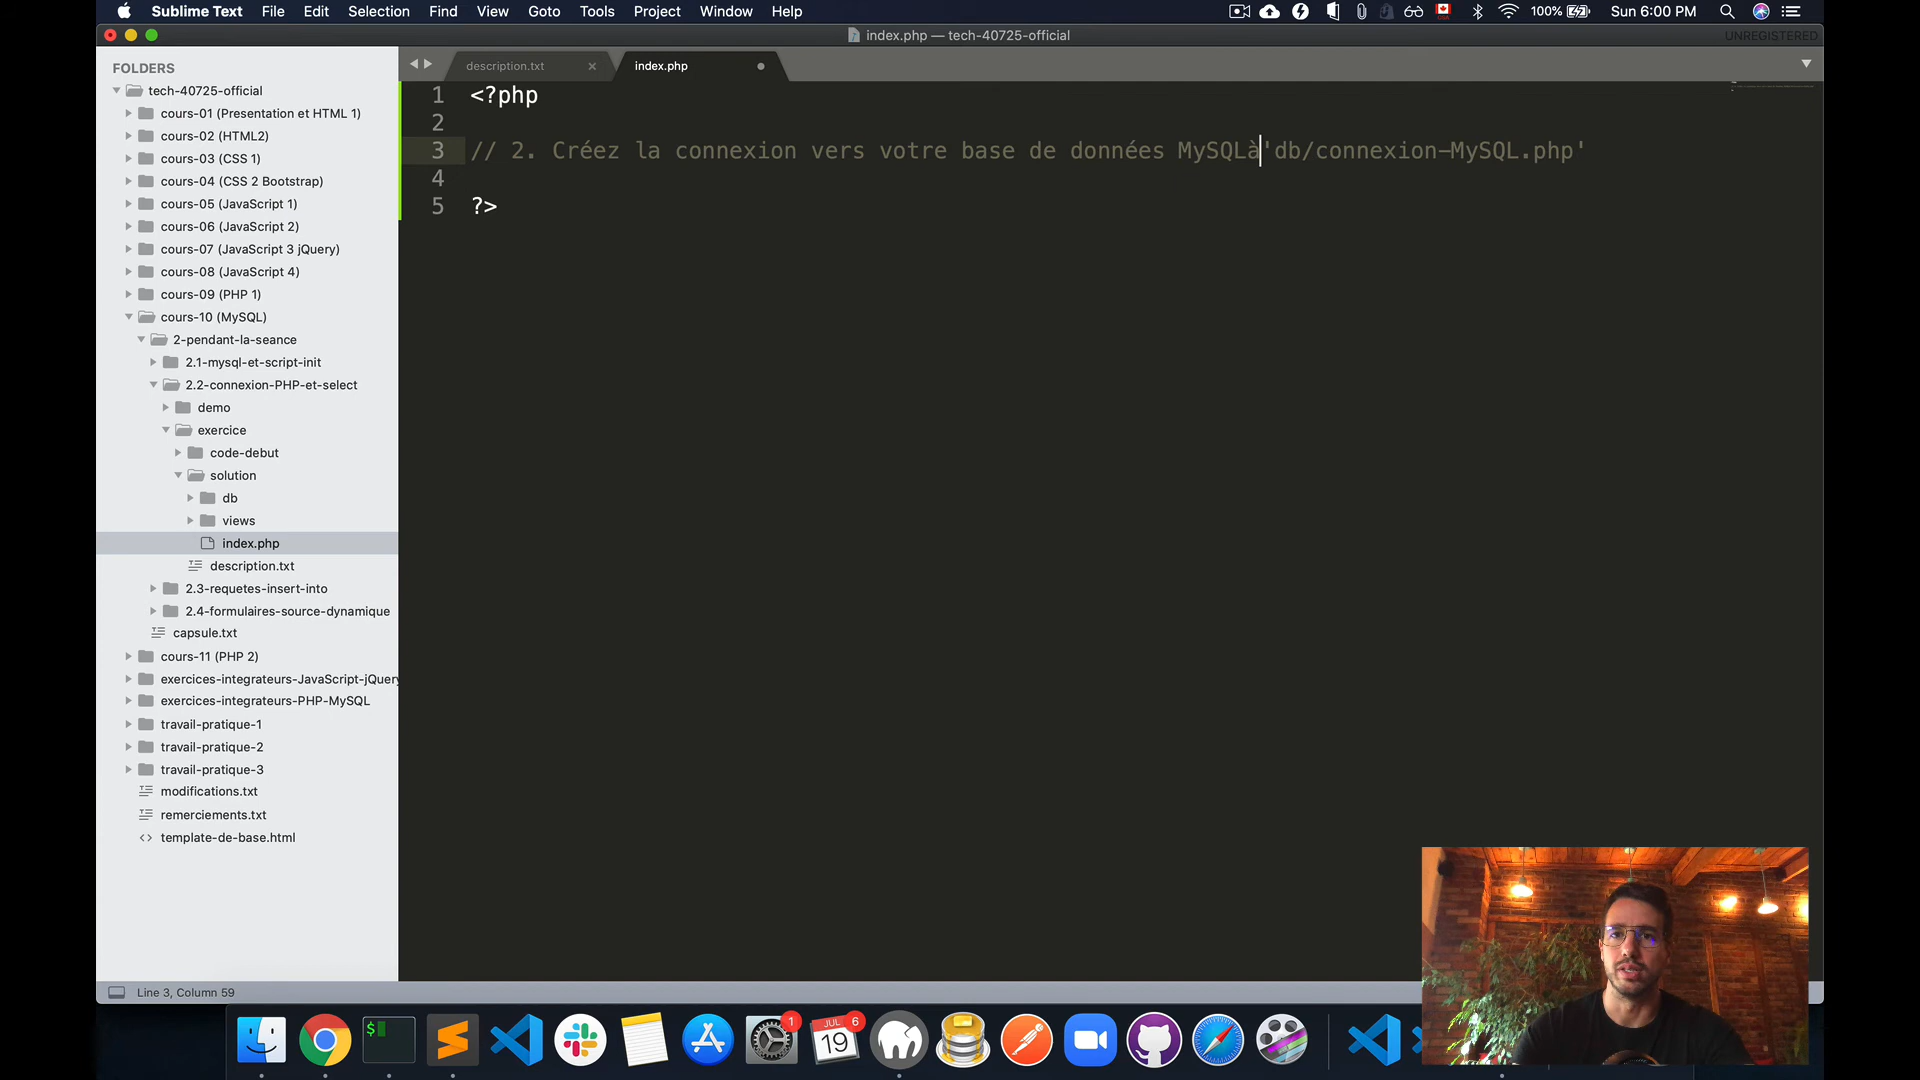 Sublime Text File Edit Selection Find View Goto Tools Project Window Help
100% Sun 6:00 PM
index.php — tech-40725-official
UNREGISTERED
FOLDERS
tech-40725-official
cours-01 (Presentation et HTML 1)
cours-02 (HTML2)
cours-03 (CSS 1)
cours-04 (CSS 2 Bootstrap)
cours-05 (JavaScript 1)
cours-06 (JavaScript 2)
cours-07 (JavaScript 3 jQuery)
cours-08 (JavaScript 4)
cours-09 (PHP 1)
cours-10 (MySQL)
2-pendant-la-seance
2.1-mysql-et-script-init
2.2-connexion-PHP-et-select
demo
exercice
code-debut
solution
db
views
index.php
description.txt
2.3-requetes-insert-into
2.4-formulaires-source-dynamique
capsule.txt
cours-11 (PHP 2)
exercices-integrateurs-JavaScript-jQuery
exercices-integrateurs-PHP-MySQL
travail-pratique-1
travail-pratique-2
travail-pratique-3
modifications.txt
remerciements.txt
template-de-base.html
description.txt
index.php
1 <?php
2
3 // 2. Créez la connexion vers votre base de données MySQLà'db/connexion-MySQL.php'
4
5 ?>
Line 3, Column 59
$
1
JUL 6
19